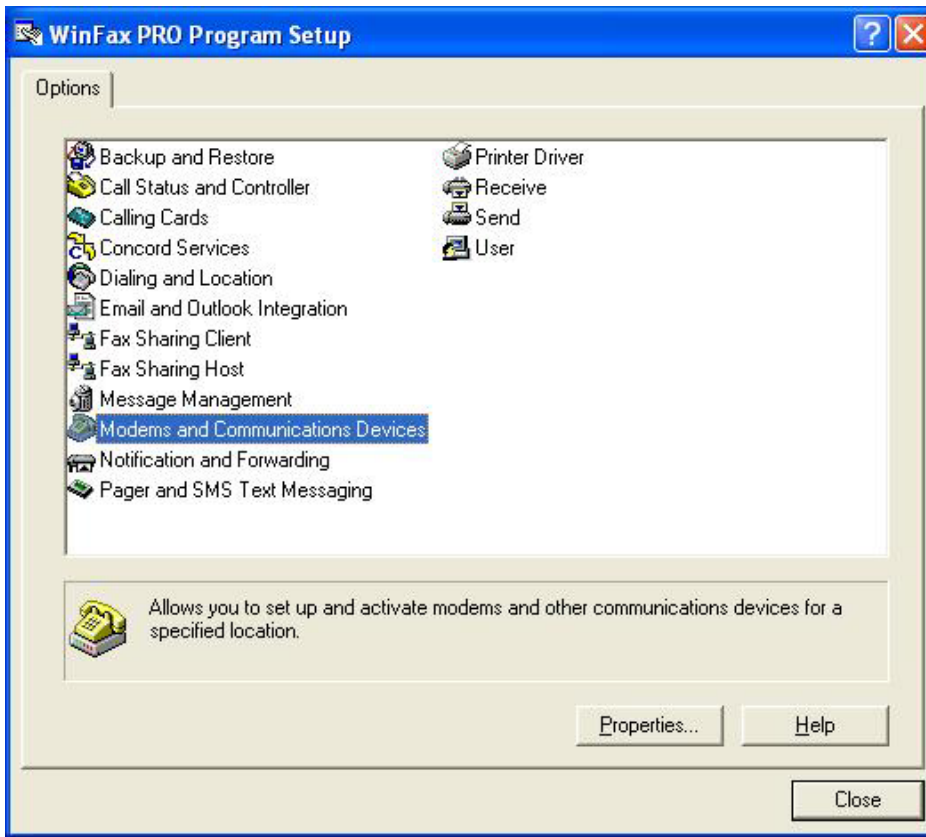 WinFax PRO Program Setup
Options
Backup and Restore
Call Status and Controller
Calling Cards
Concord Services
Dialing and Location
Email and Outlook Integration
Fax Sharing Client
Fax Sharing Host
Message Management
Modems and Communications Devices
Notification and Forwarding
Pager and SMS Text Messaging
Printer Driver
Receive
Send
User
Allows you to set up and activate modems and other communications devices for a
specified location.
Properties... Help
Close